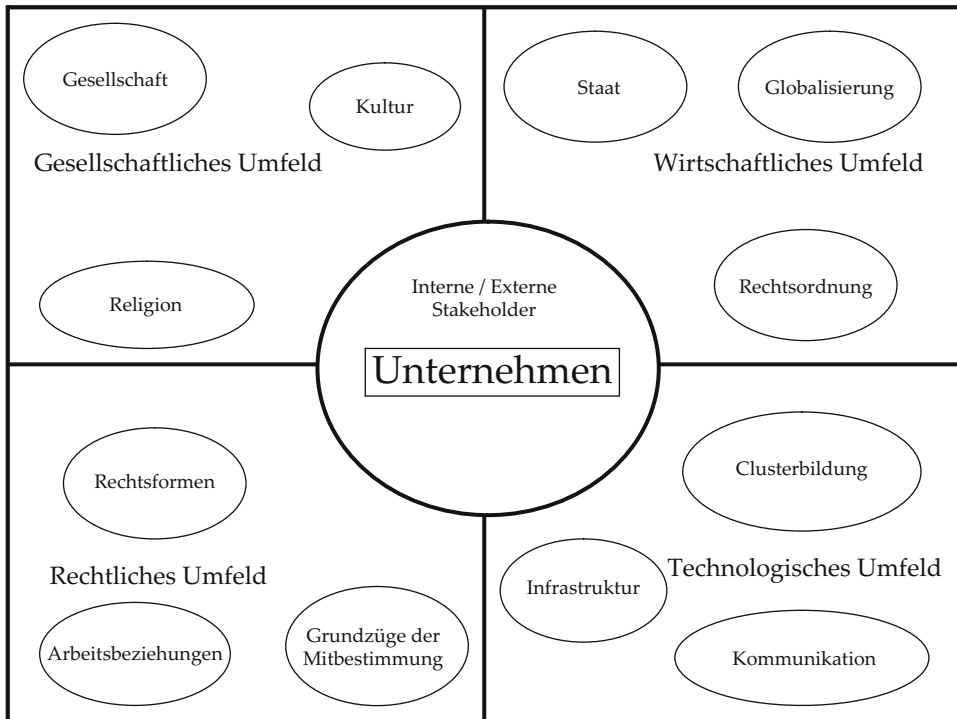 Gesellschaft
Kultur
Gesellschaftliches Umfeld
Religion
Staat
Globalisierung
Wirtschaftliches Umfeld
Rechtsordnung
Interne / Externe
Stakeholder
Unternehmen
Rechtsformen
Rechtliches Umfeld
Arbeitsbeziehungen
Grundzüge der
Mitbestimmung
Clusterbildung
Infrastruktur
Technologisches Umfeld
Kommunikation